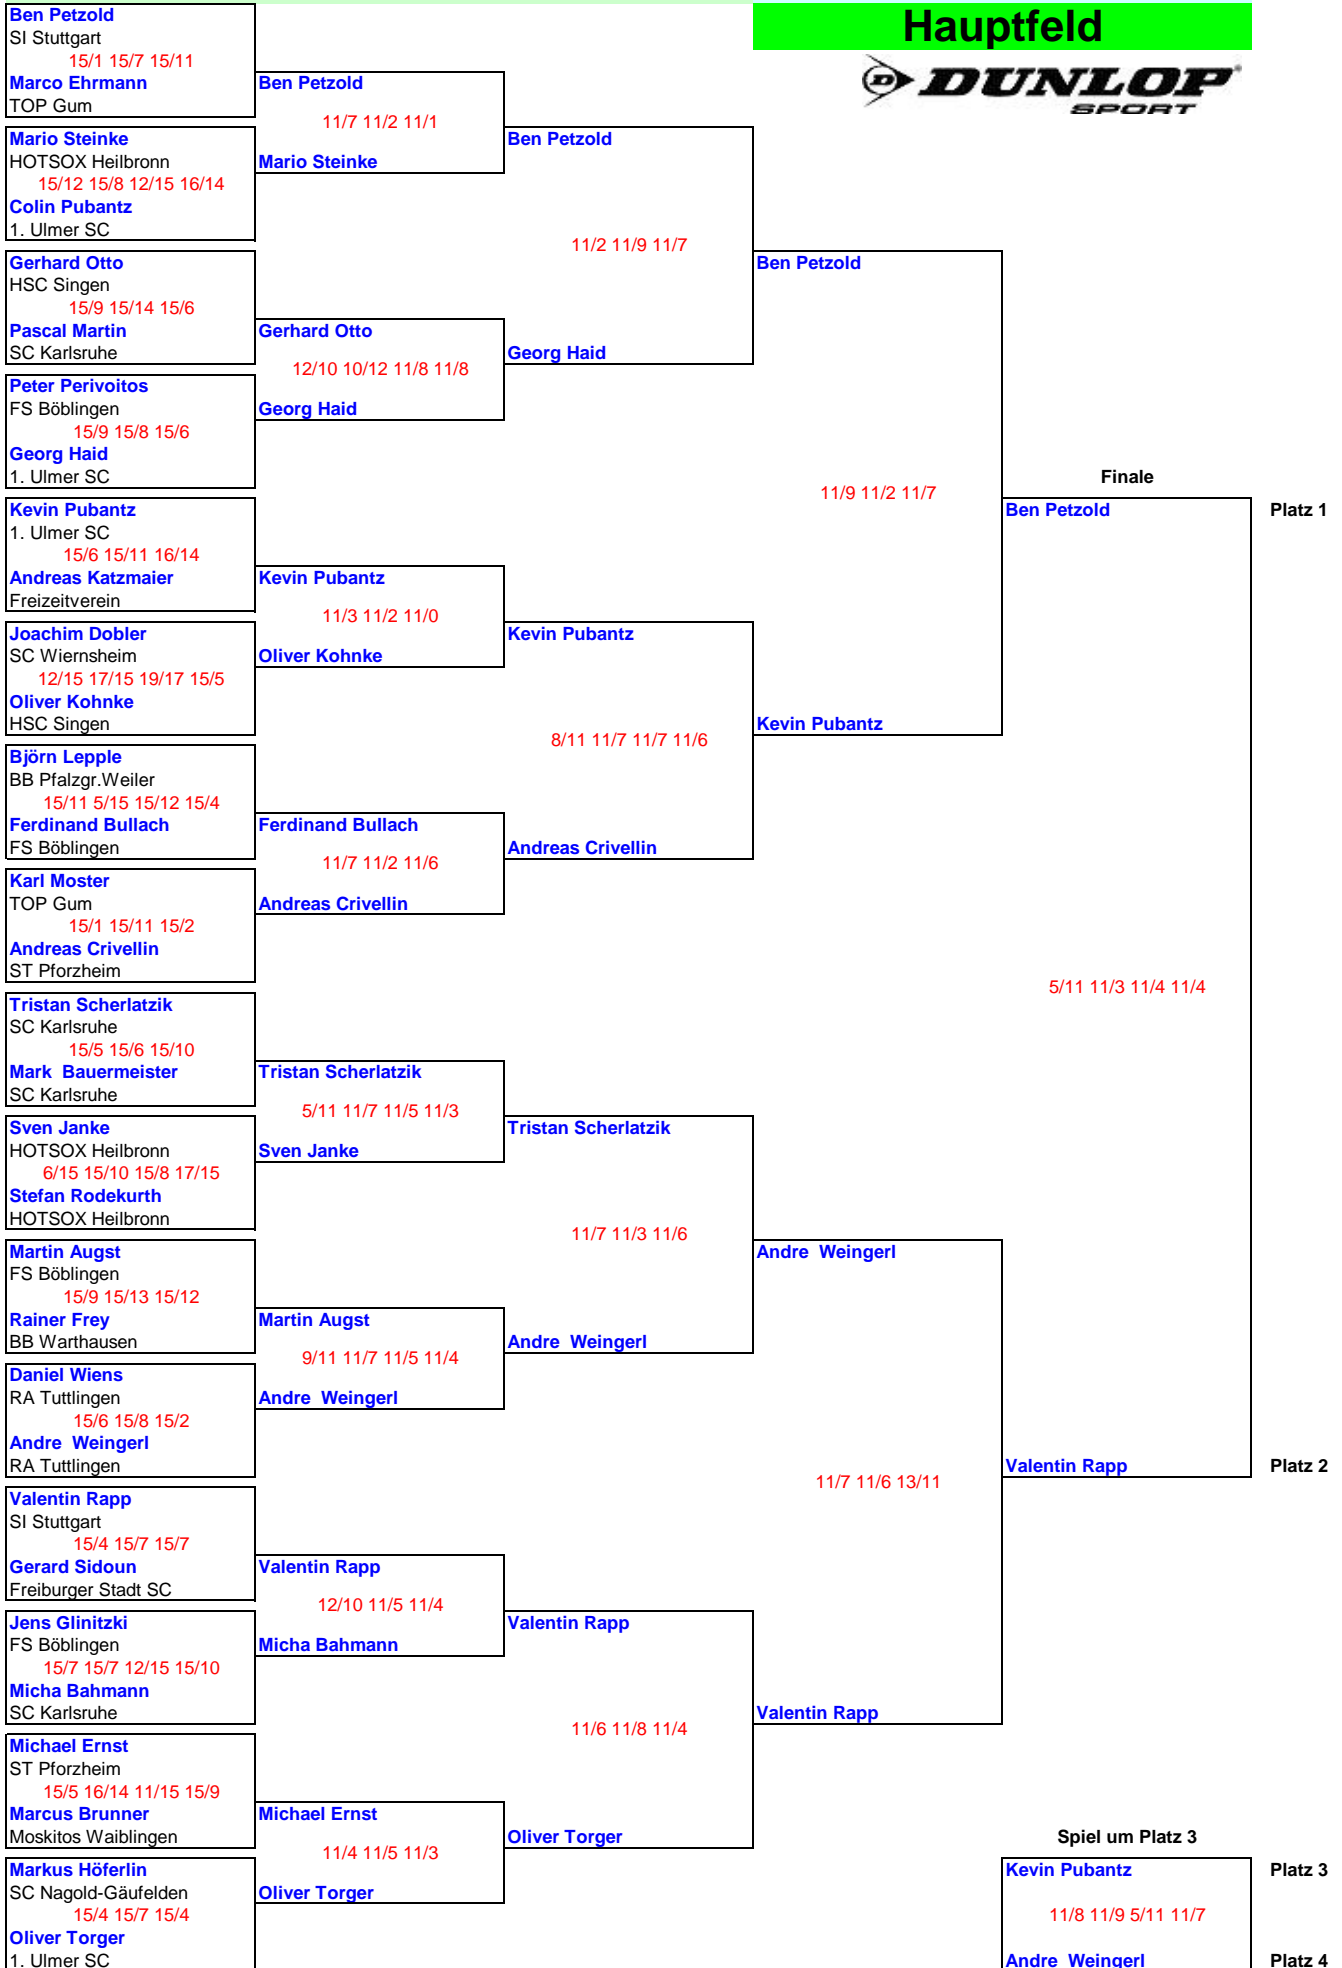 Hauptfeld
DUNLOP
SPORT
Ben Petzold
SI Stuttgart
15/1 15/7 15/11
Marco Ehrmann
TOP Gum
Mario Steinke
HOTSOX Heilbronn
15/12 15/8 12/15 16/14
Colin Pubantz
1. Ulmer SC
Gerhard Otto
HSC Singen
15/9 15/14 15/6
Pascal Martin
SC Karlsruhe
Peter Perivoitos
FS Böblingen
15/9 15/8 15/6
Georg Haid
1. Ulmer SC
Kevin Pubantz
1. Ulmer SC
15/6 15/11 16/14
Andreas Katzmaier
Freizeitverein
Joachim Dobler
SC Wiernsheim
12/15 17/15 19/17 15/5
Oliver Kohnke
HSC Singen
Björn Lepple
BB Pfalzgr.Weiler
15/11 5/15 15/12 15/4
Ferdinand Bullach
FS Böblingen
Karl Moster
TOP Gum
15/1 15/11 15/2
Andreas Crivellin
ST Pforzheim
Tristan Scherlatzik
SC Karlsruhe
15/5 15/6 15/10
Mark  Bauermeister
SC Karlsruhe
Sven Janke
HOTSOX Heilbronn
6/15 15/10 15/8 17/15
Stefan Rodekurth
HOTSOX Heilbronn
Martin Augst
FS Böblingen
15/9 15/13 15/12
Rainer Frey
BB Warthausen
Daniel Wiens
RA Tuttlingen
15/6 15/8 15/2
Andre  Weingerl
RA Tuttlingen
Valentin Rapp
SI Stuttgart
15/4 15/7 15/7
Gerard Sidoun
Freiburger Stadt SC
Jens Glinitzki
FS Böblingen
15/7 15/7 12/15 15/10
Micha Bahmann
SC Karlsruhe
Michael Ernst
ST Pforzheim
15/5 16/14 11/15 15/9
Marcus Brunner
Moskitos Waiblingen
Markus Höferlin
SC Nagold-Gäufelden
15/4 15/7 15/4
Oliver Torger
1. Ulmer SC
Ben Petzold
11/7 11/2 11/1
Mario Steinke
Gerhard Otto
12/10 10/12 11/8 11/8
Georg Haid
Kevin Pubantz
11/3 11/2 11/0
Oliver Kohnke
Ferdinand Bullach
11/7 11/2 11/6
Andreas Crivellin
Tristan Scherlatzik
5/11 11/7 11/5 11/3
Sven Janke
Martin Augst
9/11 11/7 11/5 11/4
Andre  Weingerl
Valentin Rapp
12/10 11/5 11/4
Micha Bahmann
Michael Ernst
11/4 11/5 11/3
Oliver Torger
Ben Petzold
11/2 11/9 11/7
Georg Haid
Kevin Pubantz
8/11 11/7 11/7 11/6
Andreas Crivellin
Tristan Scherlatzik
11/7 11/3 11/6
Andre  Weingerl
Valentin Rapp
11/6 11/8 11/4
Oliver Torger
Ben Petzold
11/9 11/2 11/7
Kevin Pubantz
Andre  Weingerl
11/7 11/6 13/11
Valentin Rapp
Finale
Ben Petzold Platz 1
5/11 11/3 11/4 11/4
Valentin Rapp Platz 2
Spiel um Platz 3
Kevin Pubantz Platz 3
11/8 11/9 5/11 11/7
Andre  Weingerl Platz 4